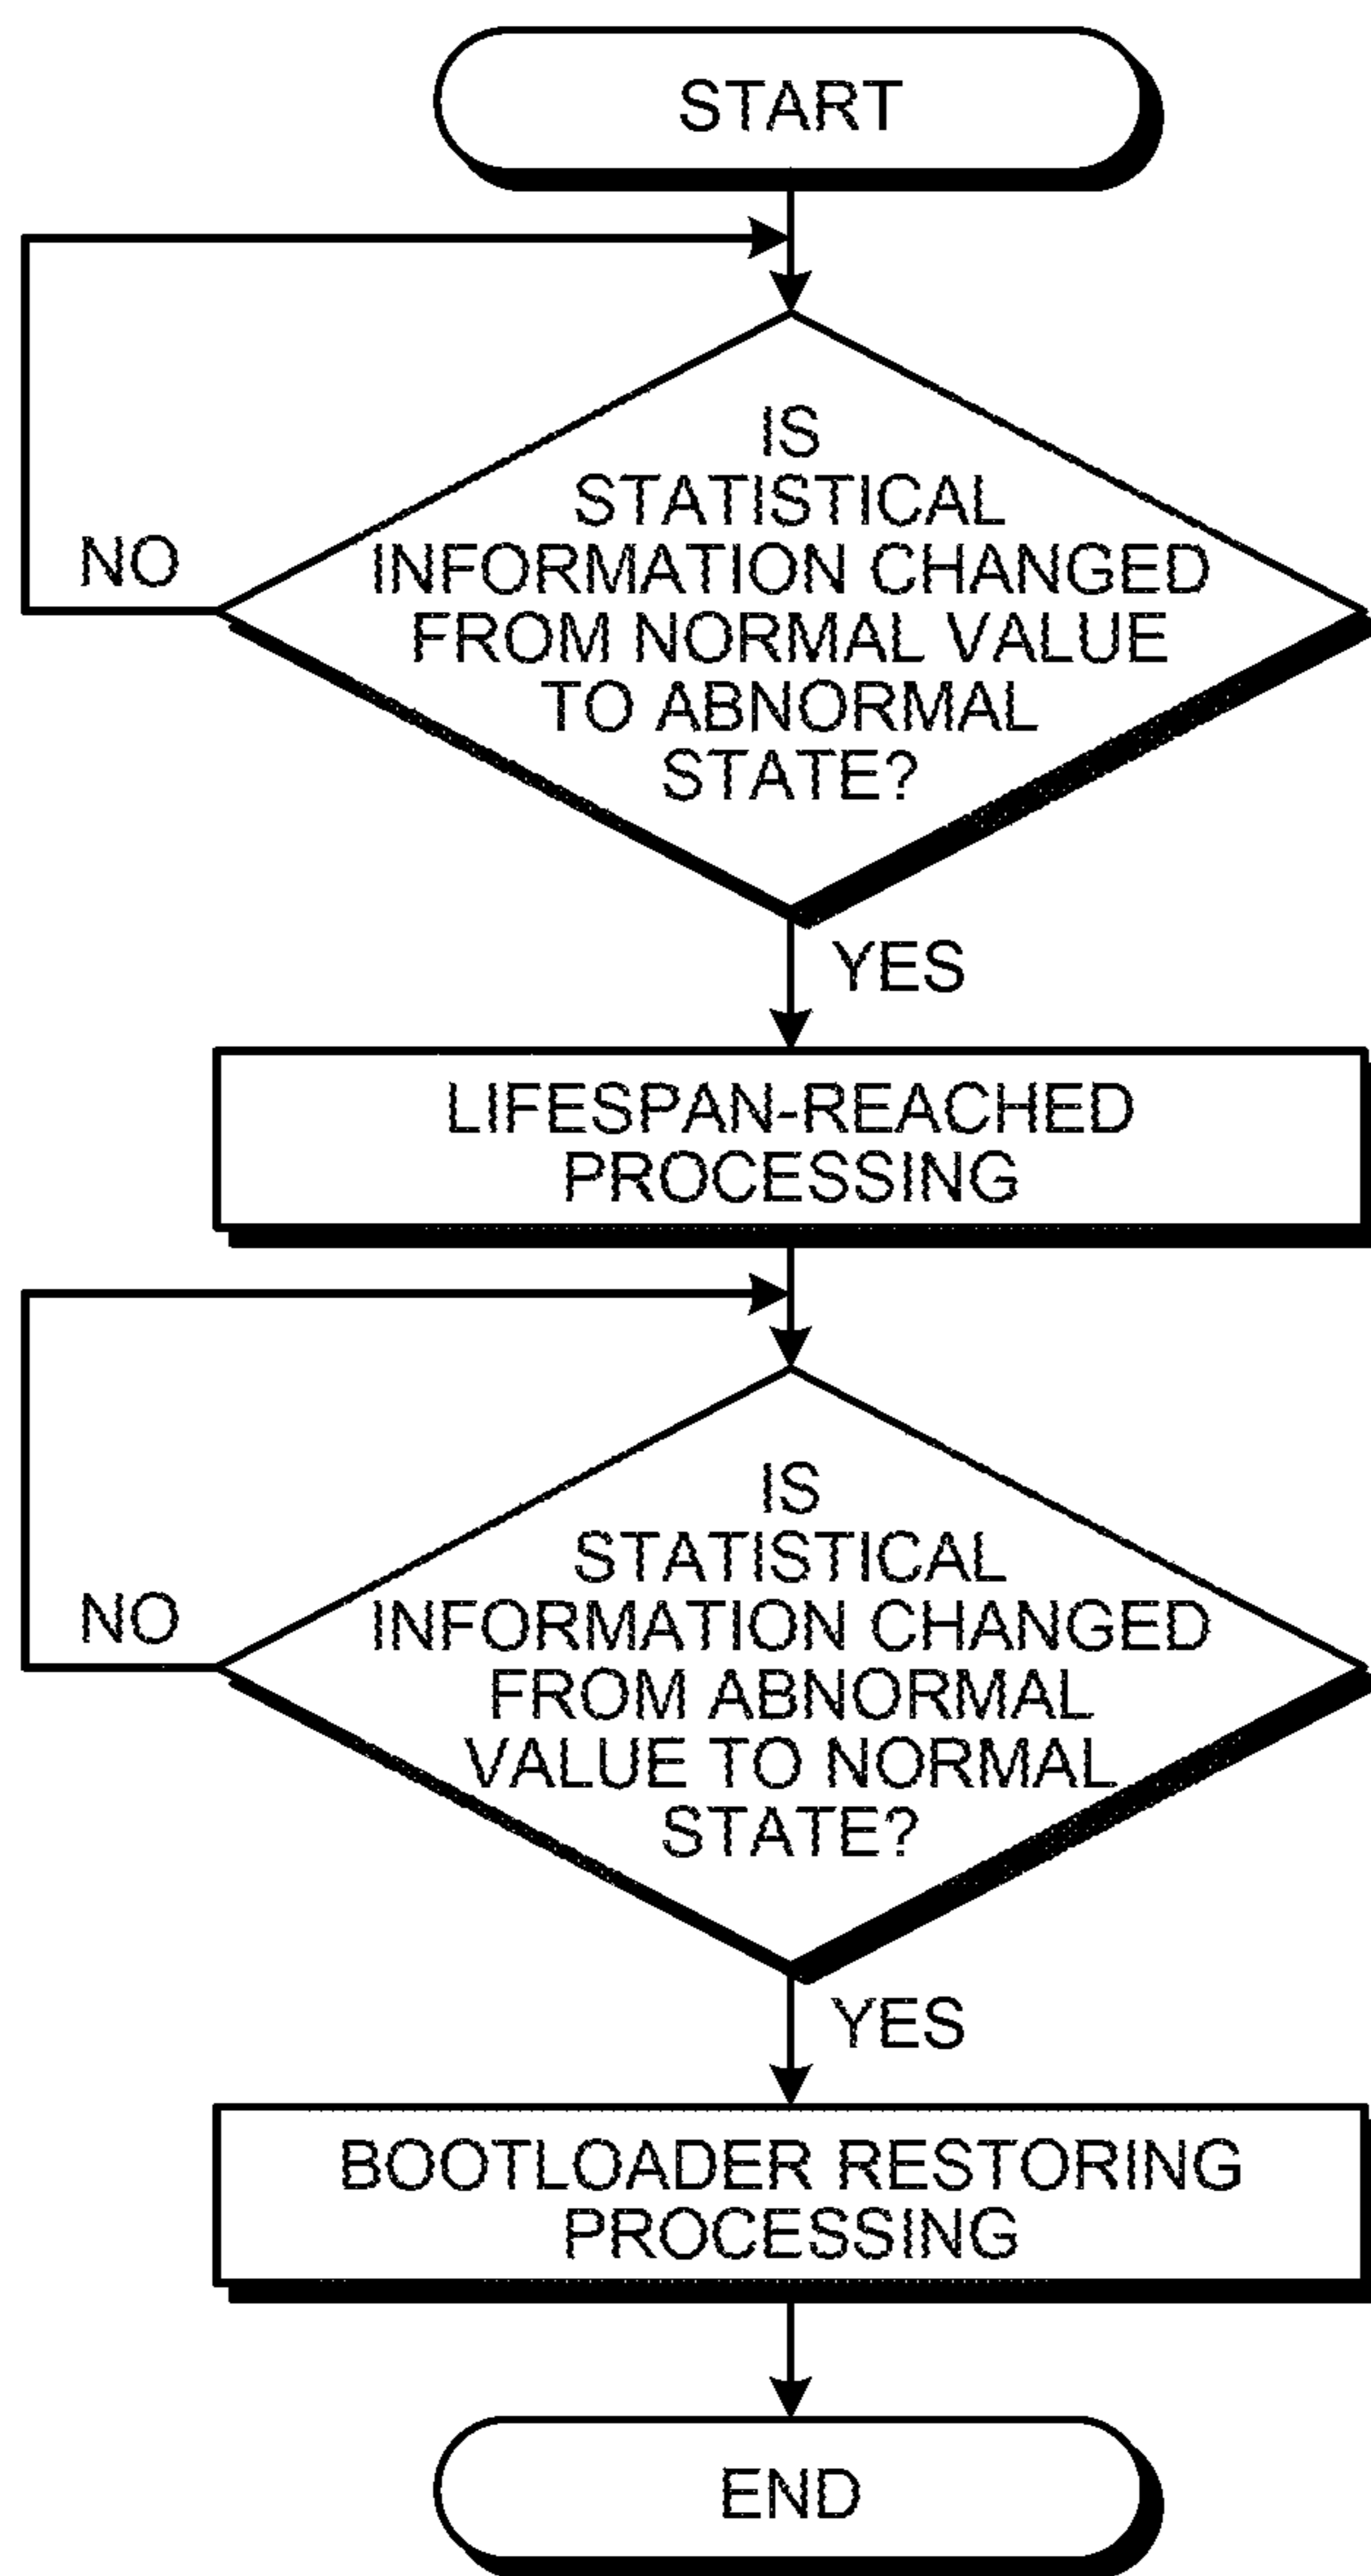 START
IS
STATISTICAL
INFORMATION CHANGED
FROM NORMAL VALUE
TO ABNORMAL
STATE?
NO
YES
LIFESPAN-REACHED
PROCESSING
IS
STATISTICAL
INFORMATION CHANGED
FROM ABNORMAL
VALUE TO NORMAL
STATE?
NO
YES
BOOTLOADER RESTORING
PROCESSING
END